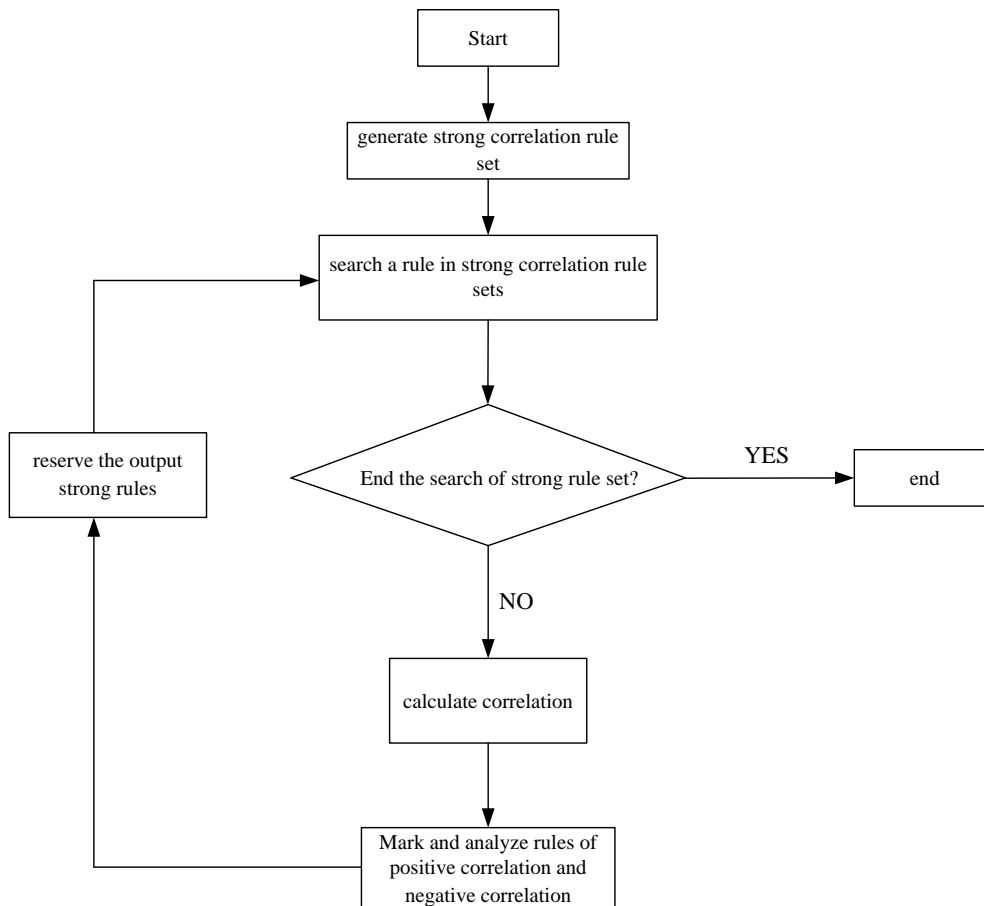 Start
generate strong correlation rule
set
search a rule in strong correlation rule
sets
reserve the output
strong rules
End the search of strong rule set?
YES
end
NO
calculate correlation
Mark and analyze rules of
positive correlation and
negative correlation